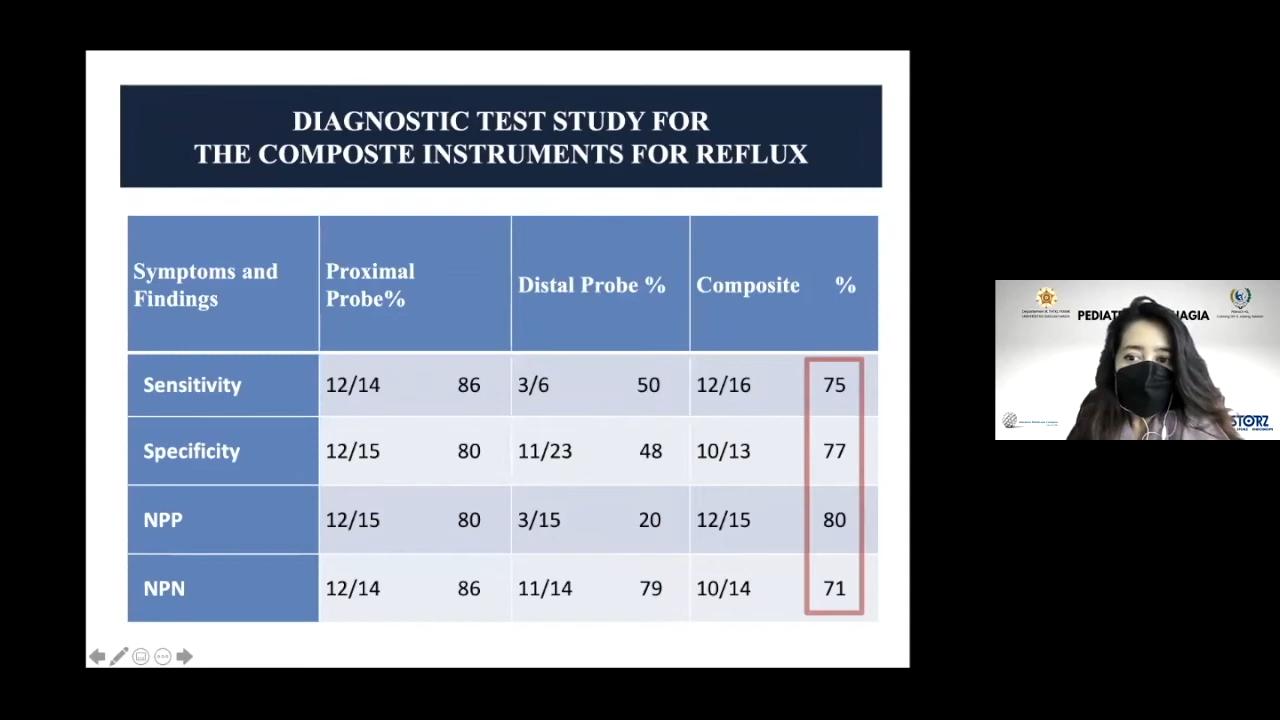 DIAGNOSTIC TEST STUDY FOR
THE COMPOSTE INSTRUMENTS FOR REFLUX
Symptoms and Findings Proximal Probe% Distal Probe % Composite %
Sensitivity 12/14 86 3/6 50 12/16 75
Specificity 12/15 80 11/23 48 10/13 77
NPP 12/15 80 3/15 20 12/15 80
NPN 12/14 86 11/14 79 10/14 71
PEDIAT
HAGIA
STORZ